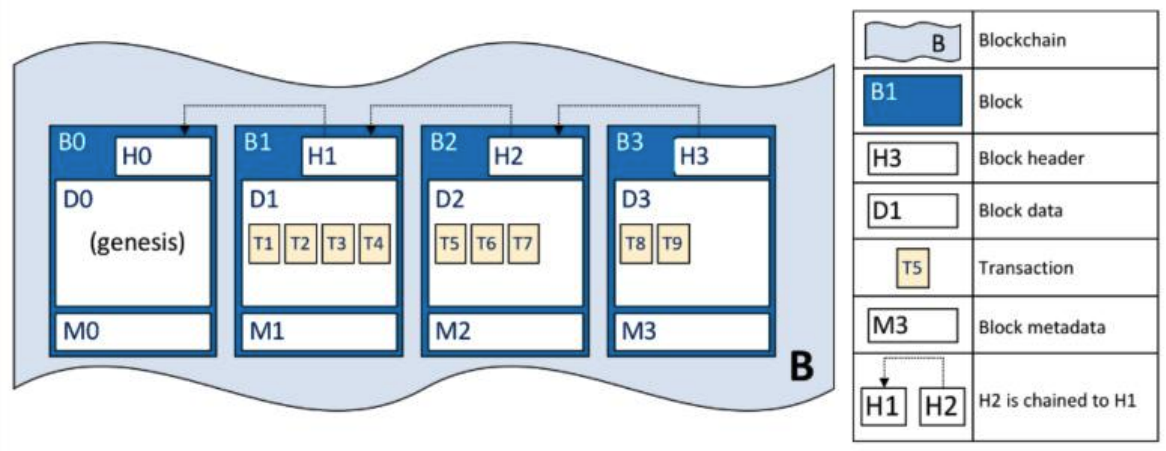 B0 H0
D0
(genesis)
M0
B1 H1
D1
T1 T2 T3 T4
M1
B2 H2
D2
T5 T6 T7
M2
B3 H3
D3
T8 T9
M3
B
B Blockchain
B1 Block
H3 Block header
D1 Block data
T5 Transaction
M3 Block metadata
H1 H2 H2 is chained to H1